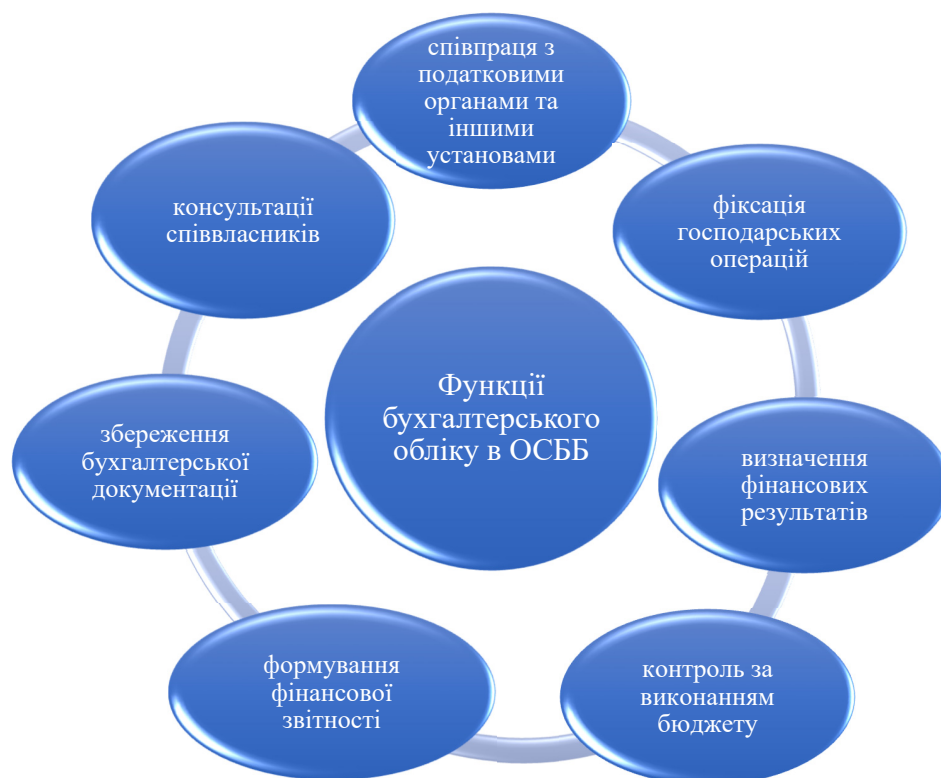 співпраця з
податковими
органами та
іншими
установами
фіксація
господарських
операцій
визначення
фінансових
результатів
контроль за
виконанням
бюджету
формування
фінансової
звітності
збереження
бухгалтерської
документації
консультації
співвласників
Функції
бухгалтерського
обліку в ОСББ